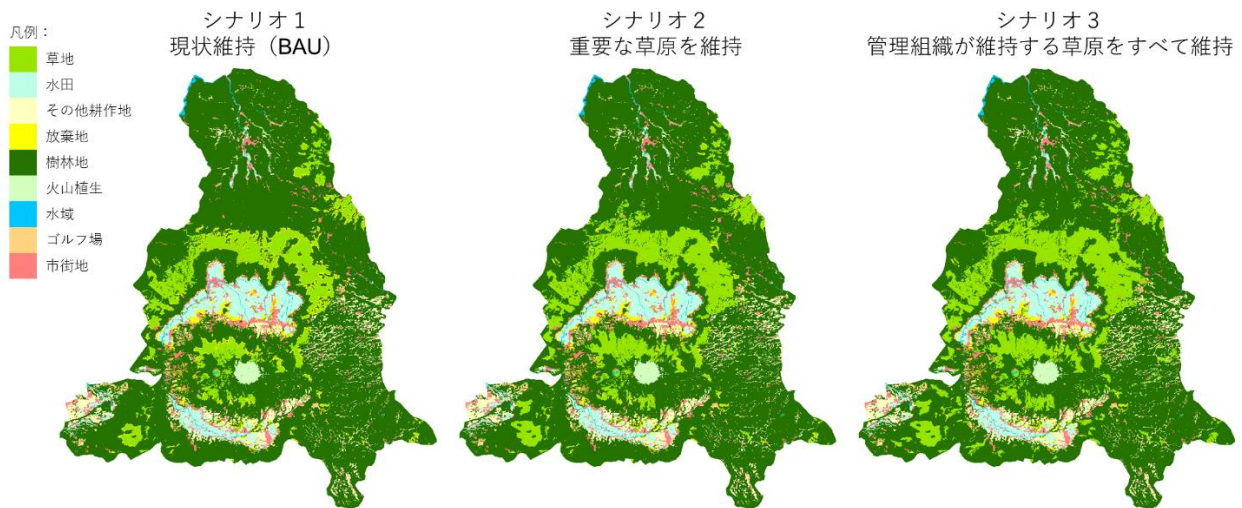 シナリオ１
現状維持（BAU）
シナリオ２
重要な草原を維持
シナリオ３
管理組織が維持する草原をすべて維持
凡例：
草地
水田
その他耕作地
放棄地
樹林地
火山植生
水域
ゴルフ場
市街地